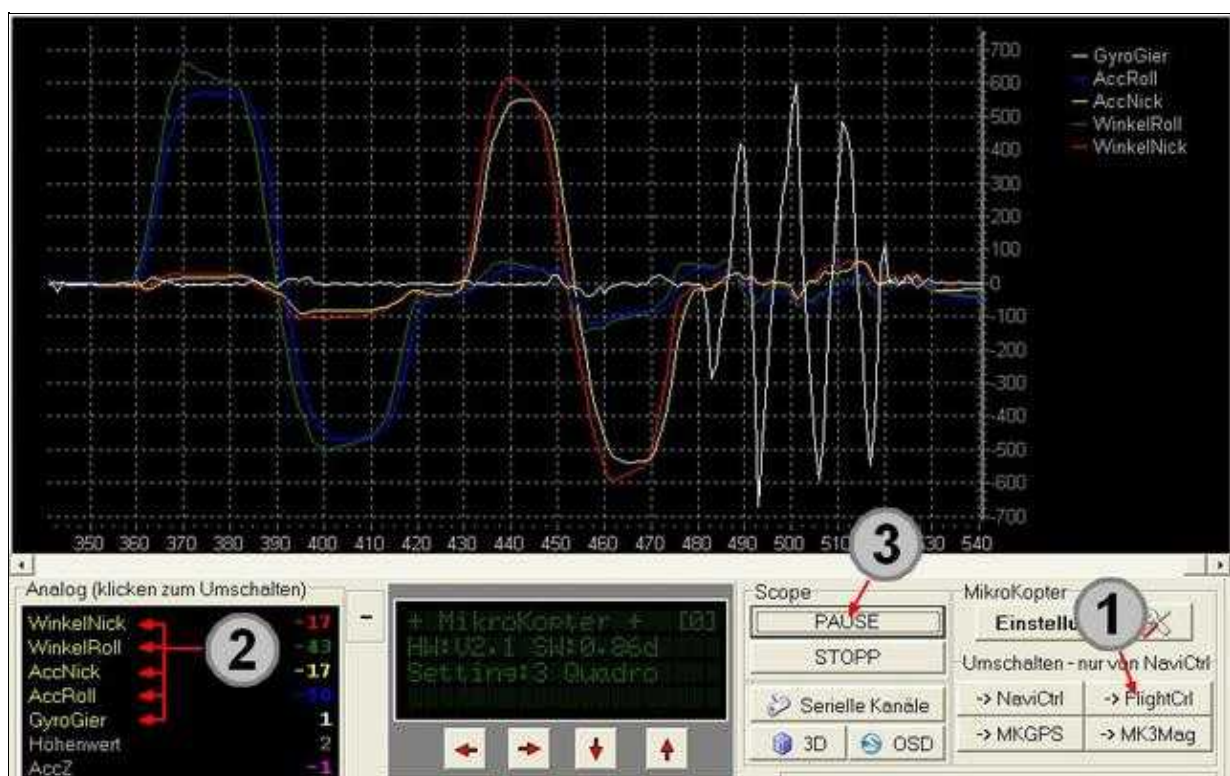 700
600
500
400
300
200
100
0
-100
-200
-300
-400
-500
-600
-700
GyroGier
AccRoll
AccNick
WinkelRoll
WinkelNick
350 360 370 380 390 400 410 420 430 440 450 460 470 480 490 500 510 30 540
3
Analog (klicken zum Umschalten)
WinkelNick -17
WinkelRoll -43
AccNick -17
AccRoll
GyroGier 1
Höhenwert 2
AccZ -1
2
-
+ MikroKopter + [0]
HW:V2.1 SW:0.86d
Setting:3 Quadro
Scope
PAUSE
STOPP
Serielle Kanäle
3D
OSD
MikroKopter
Einstellu
1
Umschalten - nur von NaviCtrl
-> NaviCtrl
-> FlightCrl
-> MKGPS
-> MK3Mag